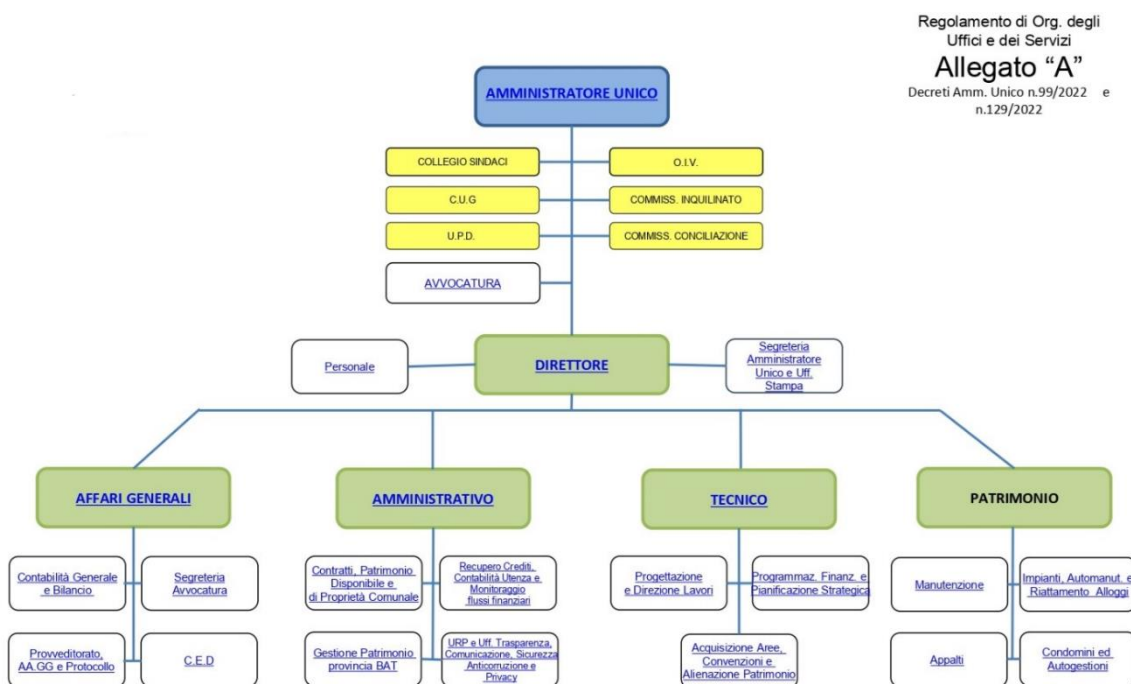 Regolamento di Org. degli
Uffici e dei Servizi
Allegato “A”
Decreti Amm. Unico n.99/2022 e
n.129/2022
AMMINISTRATORE UNICO
COLLEGIO SINDACI
O.I.V.
C.U.G
COMMISS. INQUILINATO
U.P.D.
COMMISS. CONCILIAZIONE
AVVOCATURA
Personale
DIRETTORE
Segreteria
Amministratore
Unico e Uff.
Stampa
AFFARI GENERALI
AMMINISTRATIVO
TECNICO
PATRIMONIO
Contabilità Generale
e Bilancio
Segreteria
Avvocatura
Contratti, Patrimonio
Disponibile e
di Proprietà Comunale
Recupero Crediti,
Contabilità Utenza e
Monitoraggio
flussi finanziari
Progettazione
e Direzione Lavori
Programmaz. Finanz. e
Pianificazione Strategica
Manutenzione
Impianti, Automanut. e
Riattamento Alloggi
Provveditorato,
AA.GG e Protocollo
C.E.D
Gestione Patrimonio
provincia BAT
URP e Uff. Trasparenza,
Comunicazione, Sicurezza
Anticorruzione e
Privacy
Acquisizione Aree,
Convenzioni e
Alienazione Patrimonio
Appalti
Condomini ed
Autogestioni